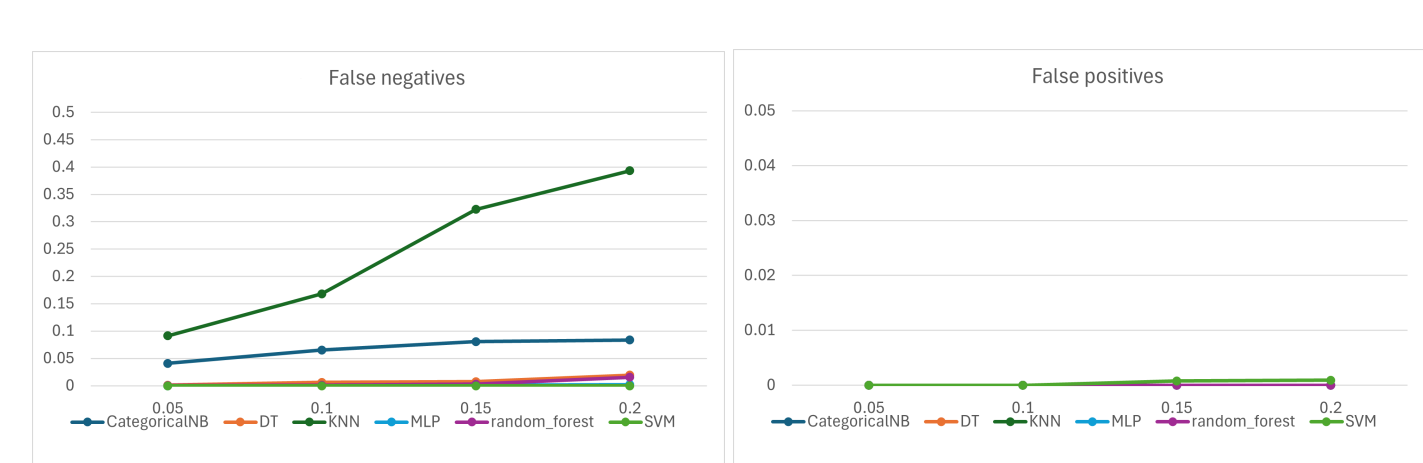 False negatives
0.5
0.45
0.4
0.35
0.3
0.25
0.2
0.15
0.1
0.05
0
0.05 0.1 0.15 0.2
CategoricalNB DT KNN MLP random_forest SVM
False positives
0.05
0.04
0.03
0.02
0.01
0
0.05 0.1 0.15 0.2
CategoricalNB DT KNN MLP random_forest SVM